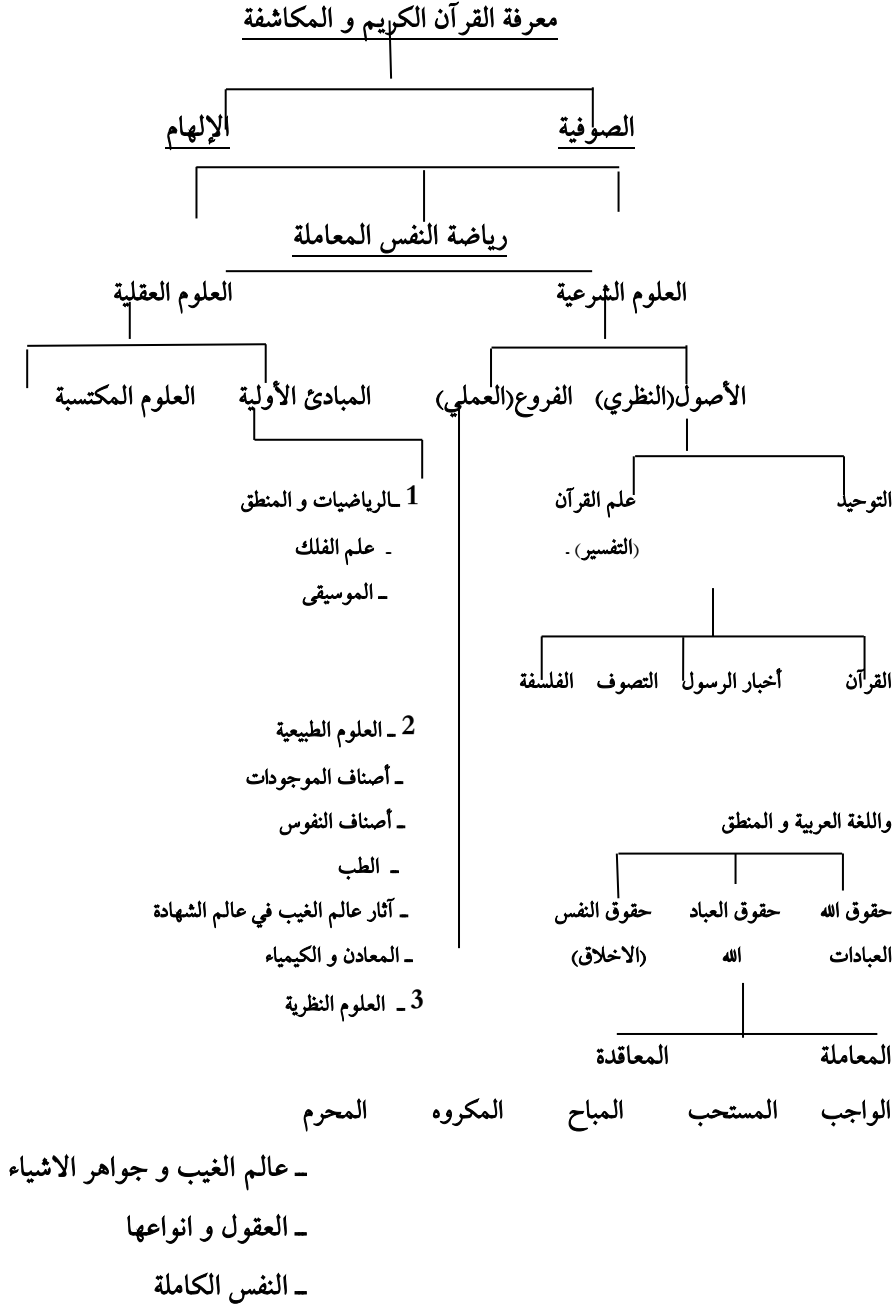 معرفة القرآن الكريم و المكاشفة
الصوفية الإلهام
رياضة النفس المعاملة
العلوم الشرعية العلوم العقلية
الأصول(النظري) الفروع(العملي) المبادئ الأولية العلوم المكتسبة
التوحيد علم القرآن 1 ـالرياضيات و المنطق
(التفسير) ـ ـ علم الفلك
ـ الموسيقى
القرآن أخبار الرسول التصوف الفلسفة
2 ـ العلوم الطبيعية
ـ أصناف الموجودات
واللغة العربية و المنطق ـ أصناف النفوس
ـ الطب
حقوق الله حقوق العباد حقوق النفس ـ آثار عالم الغيب في عالم الشهادة
العبادات الله (الاخلاق) ـ المعادن و الكيمياء
3 ـ العلوم النظرية
المعاملة المعاقدة
الواجب المستحب المباح المكروه المحرم
ـ عالم الغيب و جواهر الاشياء
ـ العقول و انواعها
ـ النفس الكاملة